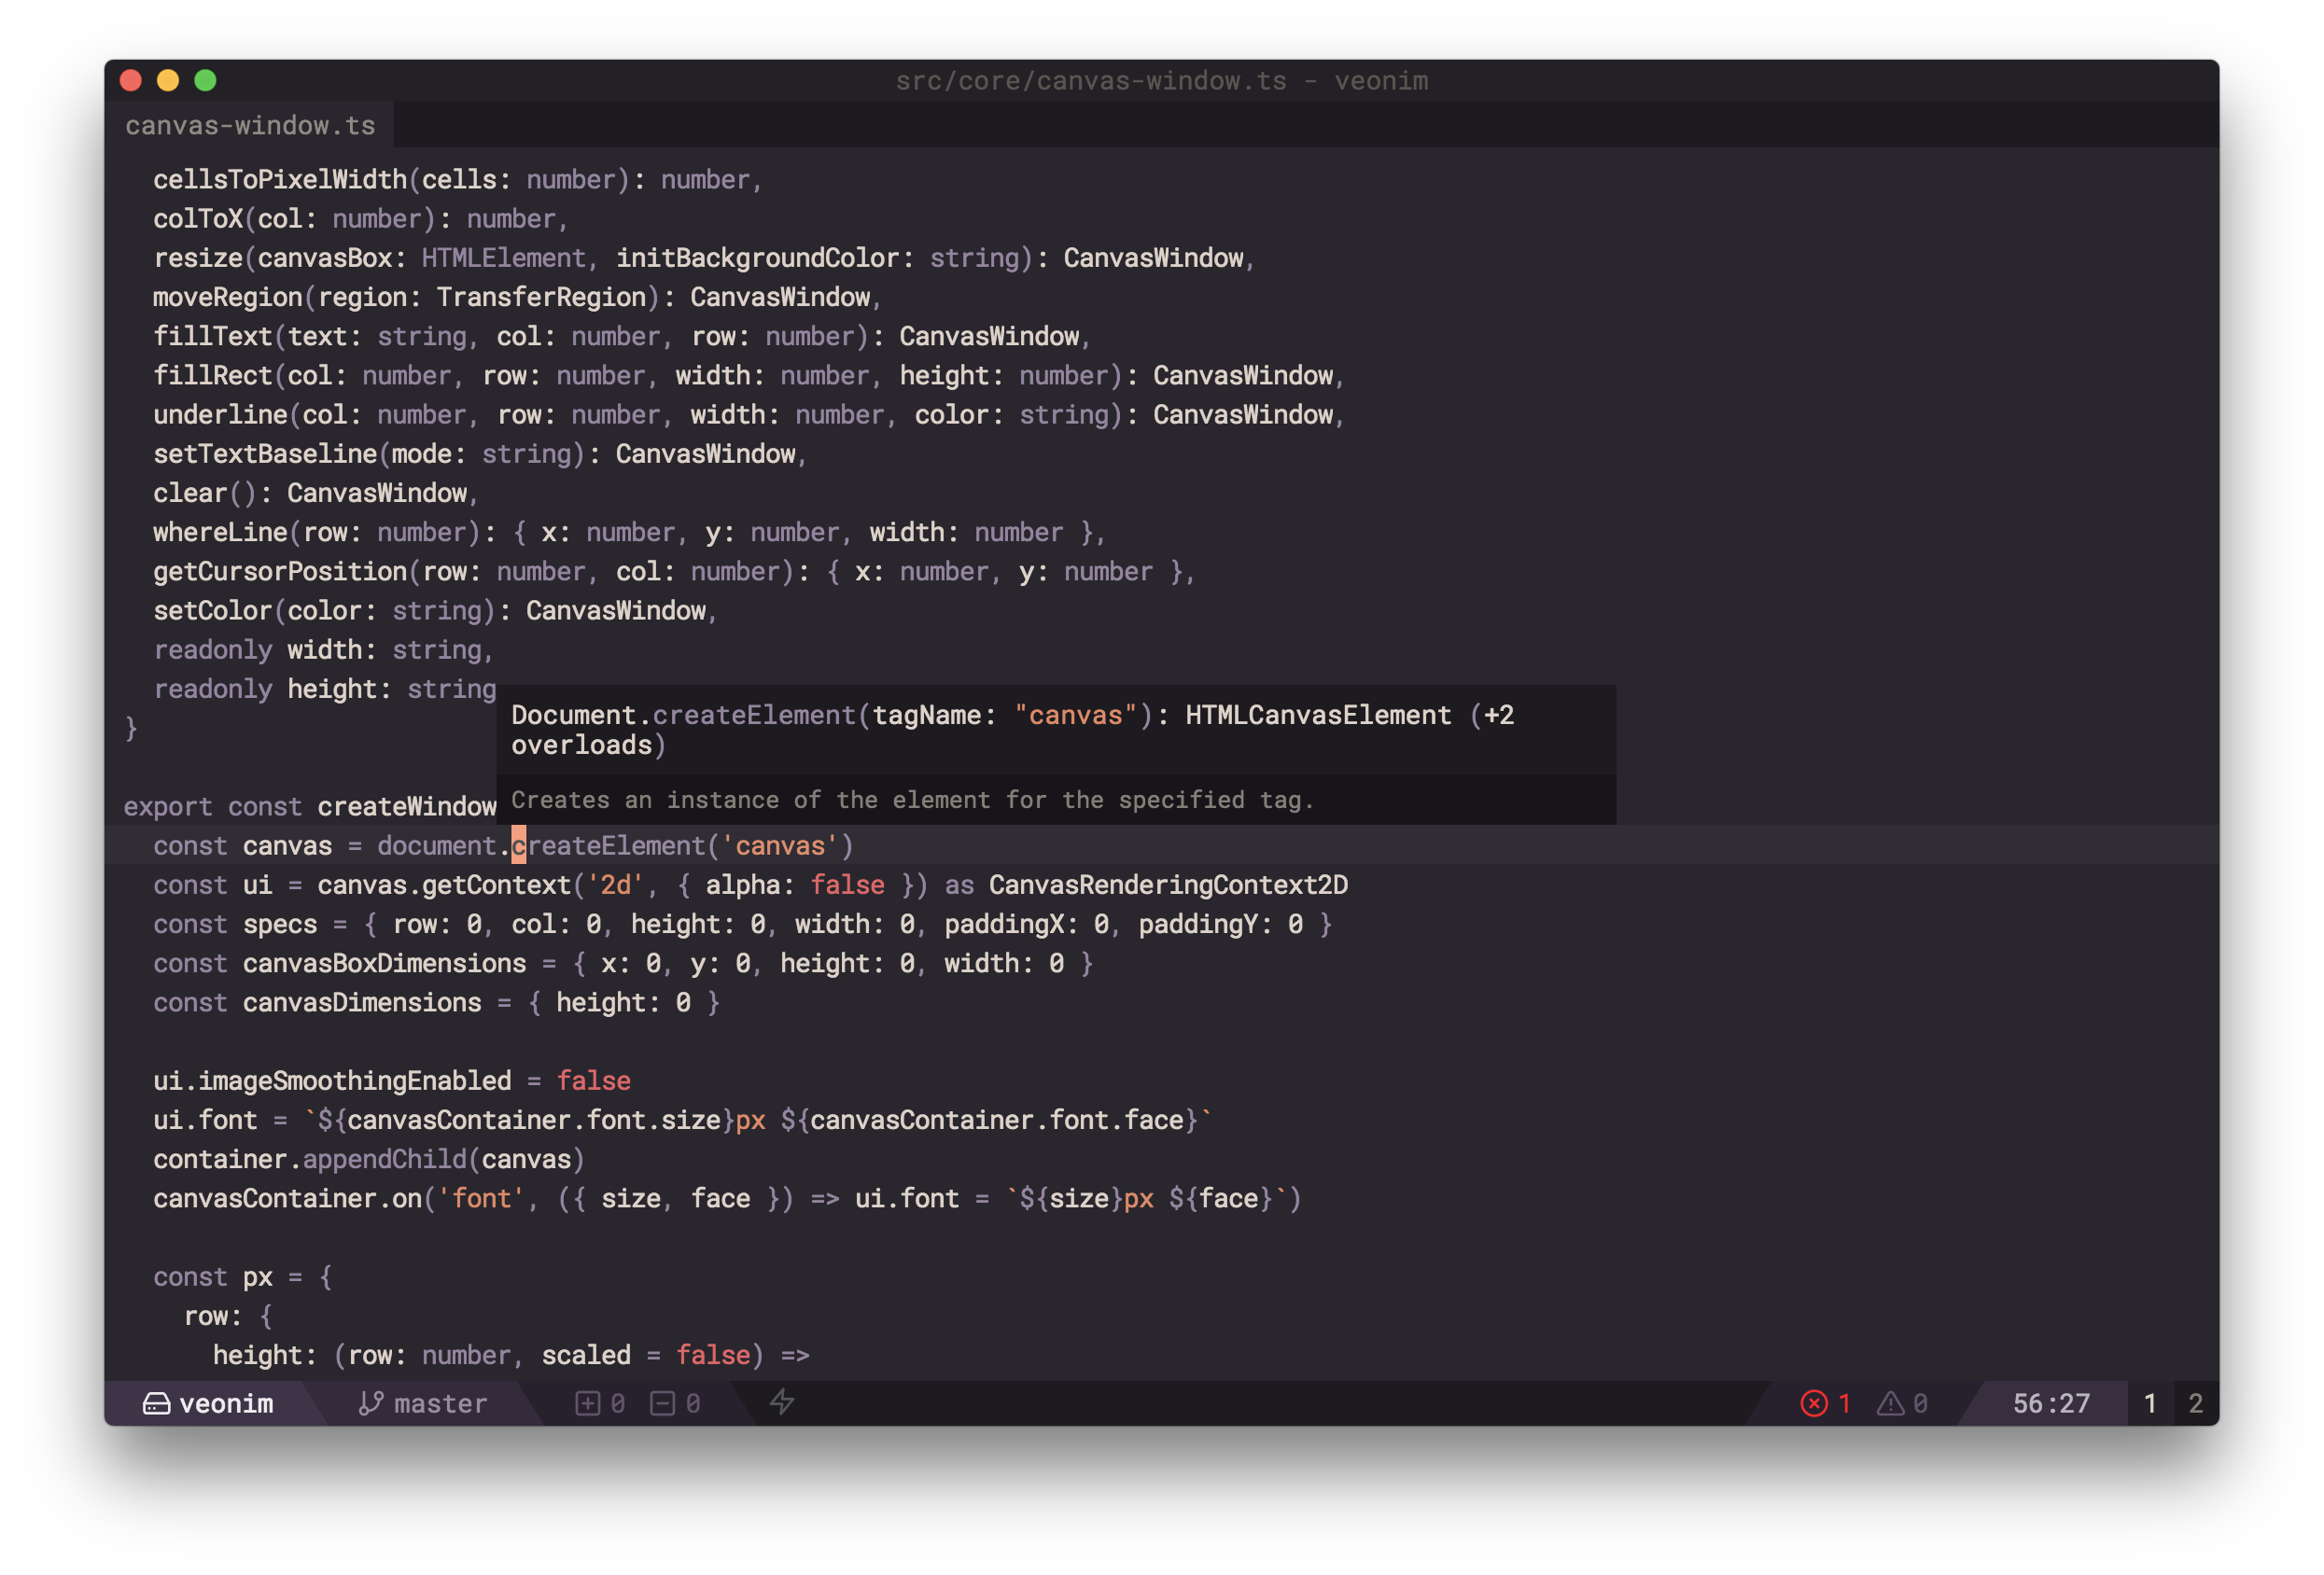 src/core/canvas-window.ts - veonim
canvas-window.ts
cellsToPixelWidth(cells: number): number,
colToX(col: number): number,
resize(canvasBox: HTMLElement, initBackgroundColor: string): CanvasWindow,
moveRegion(region: TransferRegion): CanvasWindow,
fillText(text: string, col: number, row: number): CanvasWindow,
fillRect(col: number, row: number, width: number, height: number): CanvasWindow,
underline(col: number, row: number, width: number, color: string): CanvasWindow,
setTextBaseline(mode: string): CanvasWindow,
clear(): CanvasWindow,
whereLine(row: number): { x: number, y: number, width: number },
getCursorPosition(row: number, col: number): { x: number, y: number },
setColor(color: string): CanvasWindow,
readonly width: string,
readonly height: string
}
Document.createElement(tagName: "canvas"): HTMLCanvasElement (+2
overloads)
Creates an instance of the element for the specified tag.
export const createWindow
const canvas = document.createElement('canvas')
const ui = canvas.getContext('2d', { alpha: false }) as CanvasRenderingContext2D
const specs = { row: 0, col: 0, height: 0, width: 0, paddingX: 0, paddingY: 0 }
const canvasBoxDimensions = { x: 0, y: 0, height: 0, width: 0 }
const canvasDimensions = { height: 0 }
ui.imageSmoothingEnabled = false
ui.font = `${canvasContainer.font.size}px ${canvasContainer.font.face}`
container.appendChild(canvas)
canvasContainer.on('font', ({ size, face }) => ui.font = `${size}px ${face}`)
const px = {
row: {
height: (row: number, scaled = false) =>
veonim master 0 0 1 0 56:27 1 2